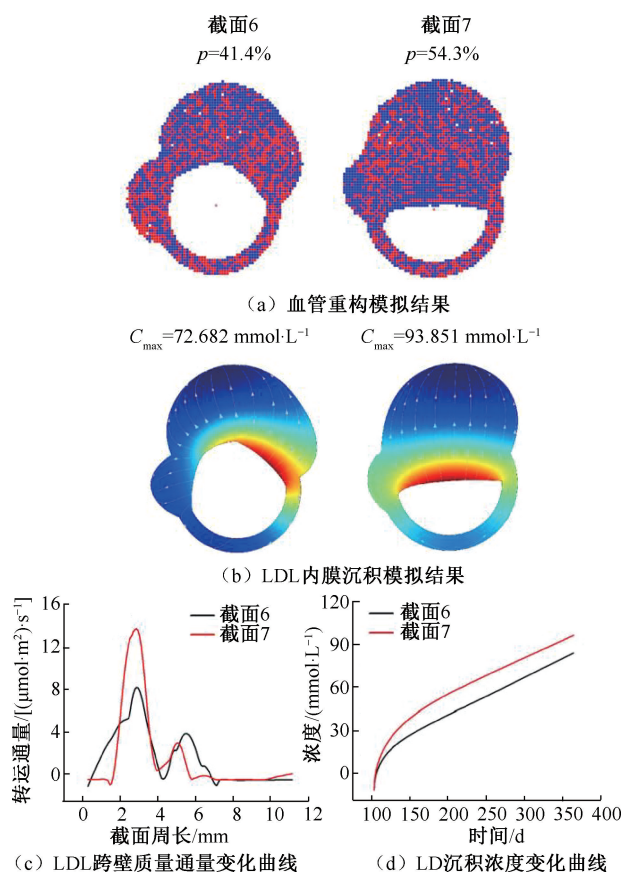 截面6 截面7
p=41.4% p=54.3%
（a）血管重构模拟结果
Cmax=72.682 mmol·L⁻¹ Cmax=93.851 mmol·L⁻¹
（b）LDL内膜沉积模拟结果
16
12
8
4
0
转运通量/[(μmol·m²)·s⁻¹]
截面6
截面7
0 2 4 6 8 10 12
截面周长/mm
（c）LDL跨壁质量通量变化曲线
120
90
60
30
0
浓度/(mmol·L⁻¹)
截面6
截面7
100 150 200 250 300 350 400
时间/d
（d）LD沉积浓度变化曲线